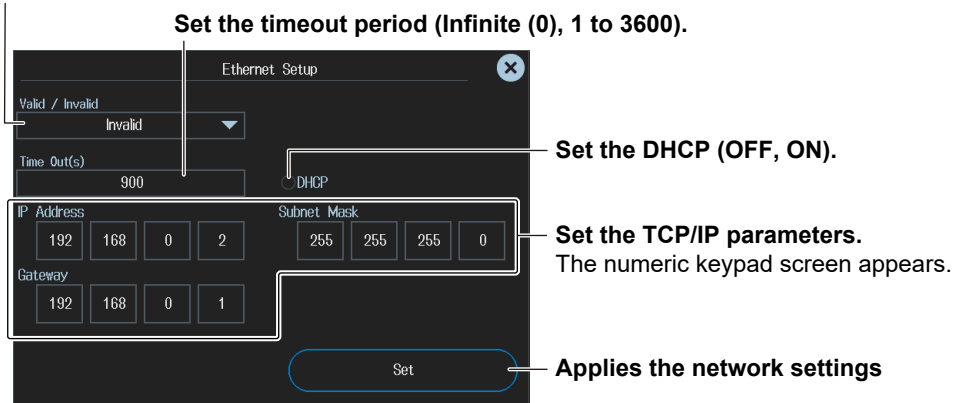 Set the timeout period (Infinite (0), 1 to 3600).
Ethernet Setup
Valid / Invalid
Invalid
Time Out(s)
900
DHCP
Set the DHCP (OFF, ON).
IP Address
192 168 0 2
Subnet Mask
255 255 255 0
Set the TCP/IP parameters.
The numeric keypad screen appears.
Gateway
192 168 0 1
Set
Applies the network settings